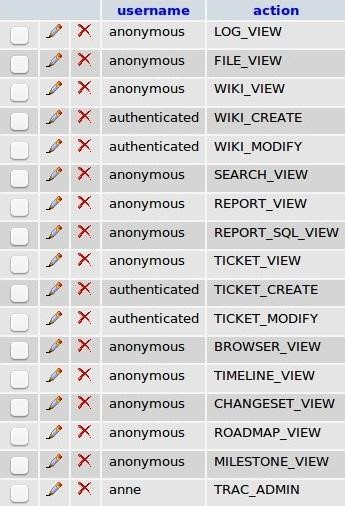 username action
anonymous LOG_VIEW
anonymous FILE_VIEW
anonymous WIKI_VIEW
authenticated WIKI_CREATE
authenticated WIKI_MODIFY
anonymous SEARCH_VIEW
anonymous REPORT_VIEW
anonymous REPORT_SQL_VIEW
anonymous TICKET_VIEW
authenticated TICKET_CREATE
authenticated TICKET_MODIFY
anonymous BROWSER_VIEW
anonymous TIMELINE_VIEW
anonymous CHANGESET_VIEW
anonymous ROADMAP_VIEW
anonymous MILESTONE_VIEW
anne TRAC_ADMIN